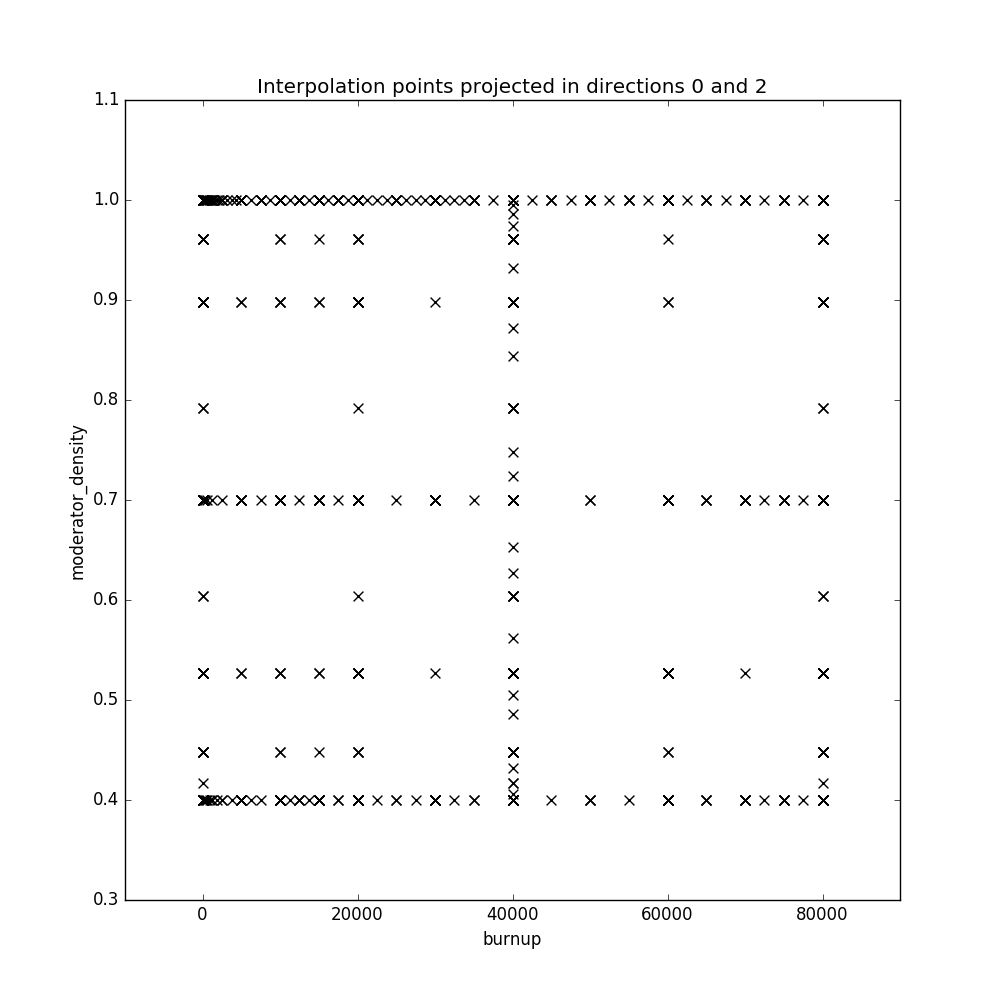 Interpolation points projected in directions 0 and 2
1.1
1.0
0.9
0.8
0.7
0.6
0.5
0.4
0.3
moderator_density
0 20000 40000 60000 80000
burnup